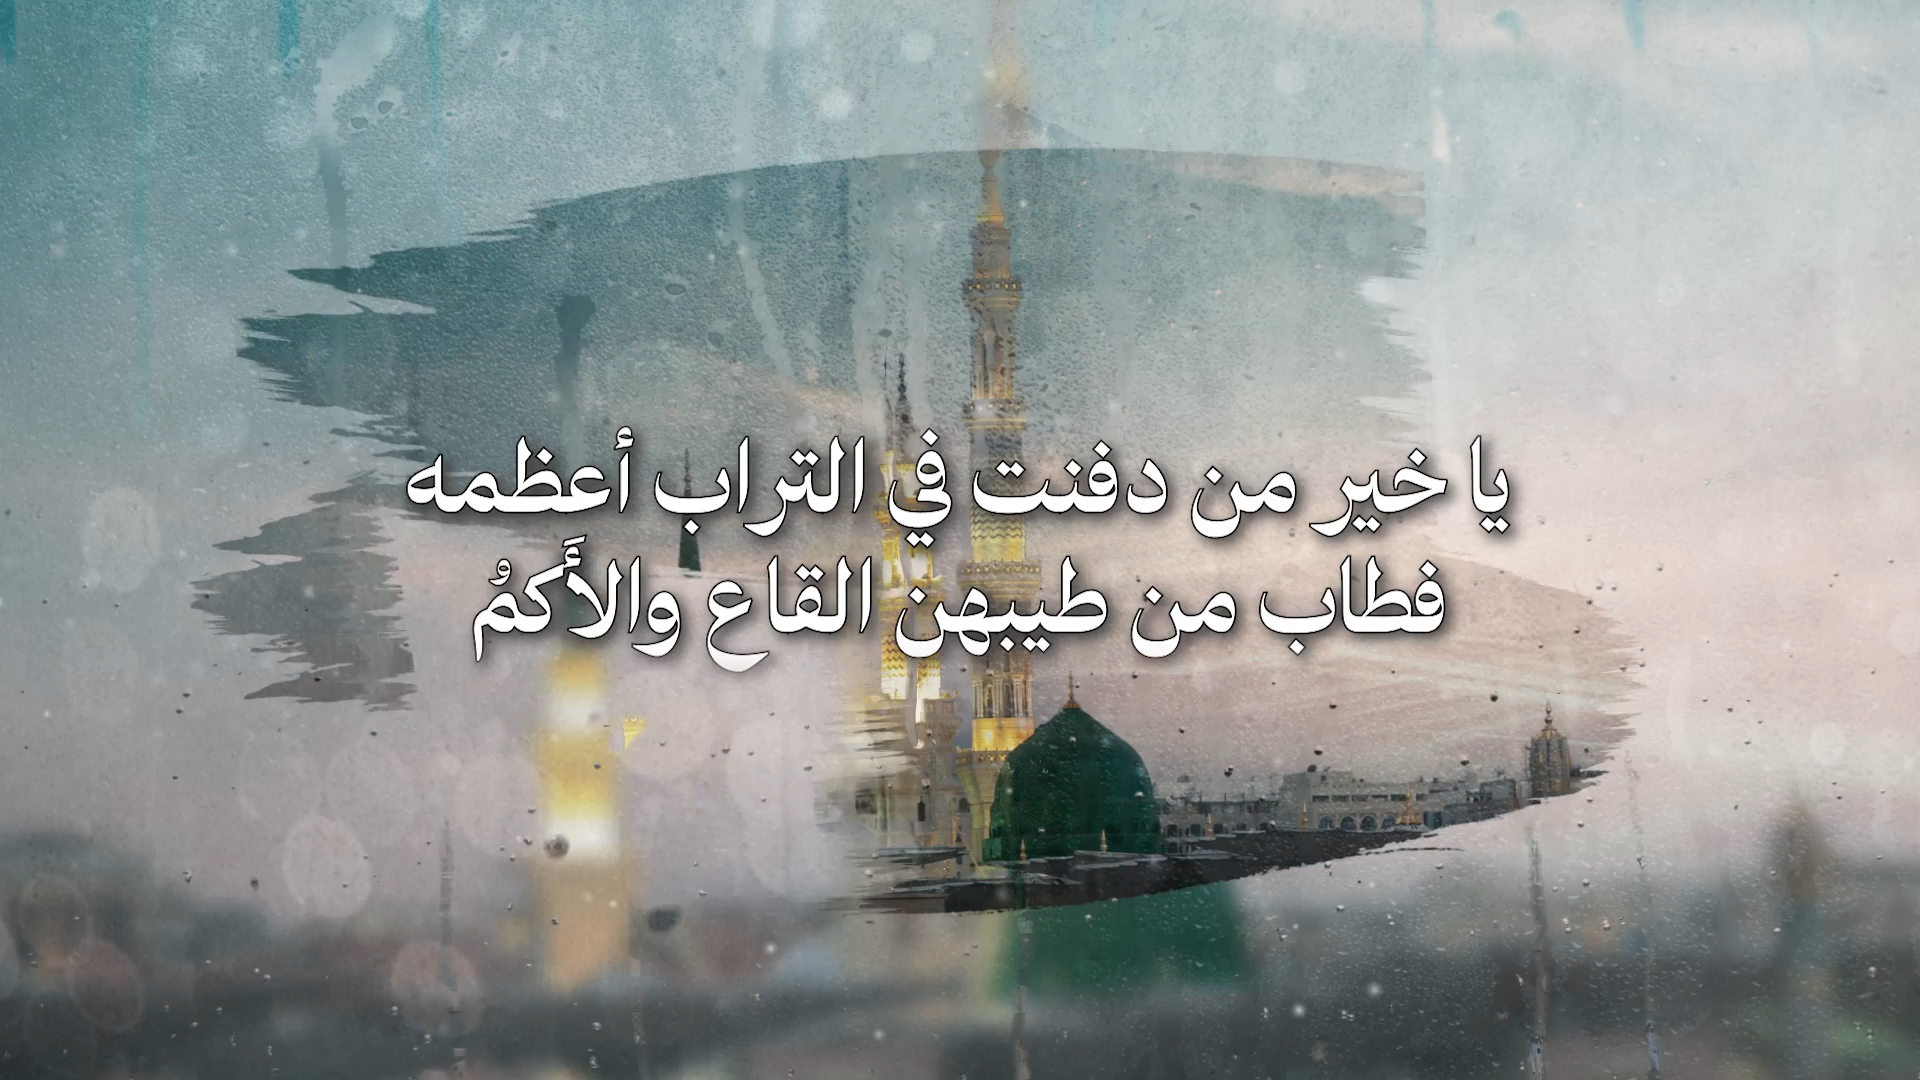 يا خير من دفنت في التراب أعظمه
فطاب من طيبهن القاع والأَكمُ